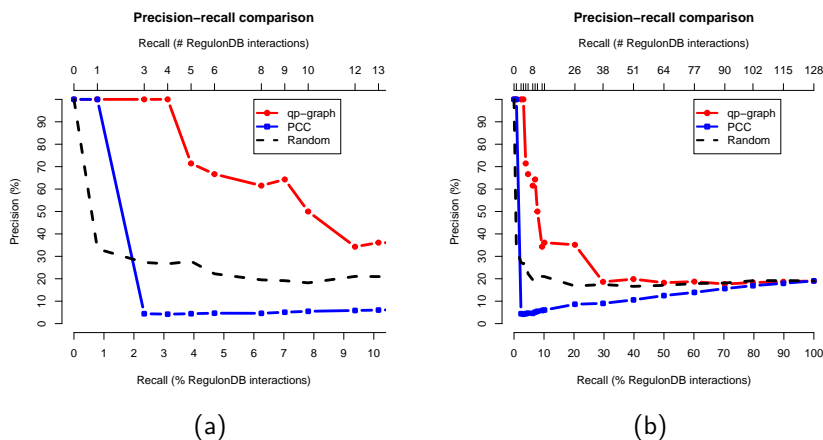 Precision−recall comparison
Recall (# RegulonDB interactions)
0 1 3 4 5 6 8 9 10 12 13
qp−graph
PCC
Random
Precision (%)
0 10 20 30 40 50 60 70 80 90
0 1 2 3 4 5 6 7 8 9 10
Recall (% RegulonDB interactions)
(a)
Precision−recall comparison
Recall (# RegulonDB interactions)
0 8 26 38 51 64 77 90 102 115 128
qp−graph
PCC
Random
Precision (%)
0 10 20 30 40 50 60 70 80 90
0 10 20 30 40 50 60 70 80 90 100
Recall (% RegulonDB interactions)
(b)